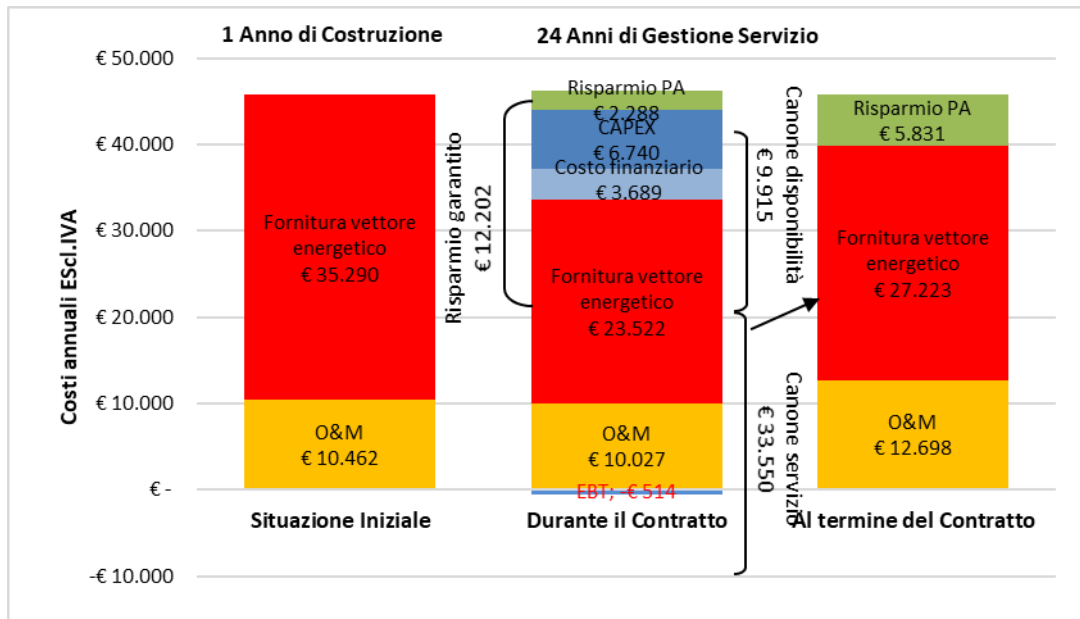 1 Anno di Costruzione
24 Anni di Gestione Servizio
Costi annuali EScl.IVA
€ 50.000
€ 40.000
€ 30.000
€ 20.000
€ 10.000
€ -
-€ 10.000
Fornitura vettore
energetico
€ 35.290
O&M
€ 10.462
Situazione Iniziale
Risparmio garantito
€ 12.202
Risparmio PA
€ 2.288
CAPEX
€ 6.740
Costo finanziario
€ 3.689
Fornitura vettore
energetico
€ 23.522
O&M
€ 10.027
EBT; -€ 514
Durante il Contratto
Canone disponibilità
€ 9.915
Canone servizio
€ 33.550
Risparmio PA
€ 5.831
Fornitura vettore
energetico
€ 27.223
O&M
€ 12.698
Al termine del Contratto